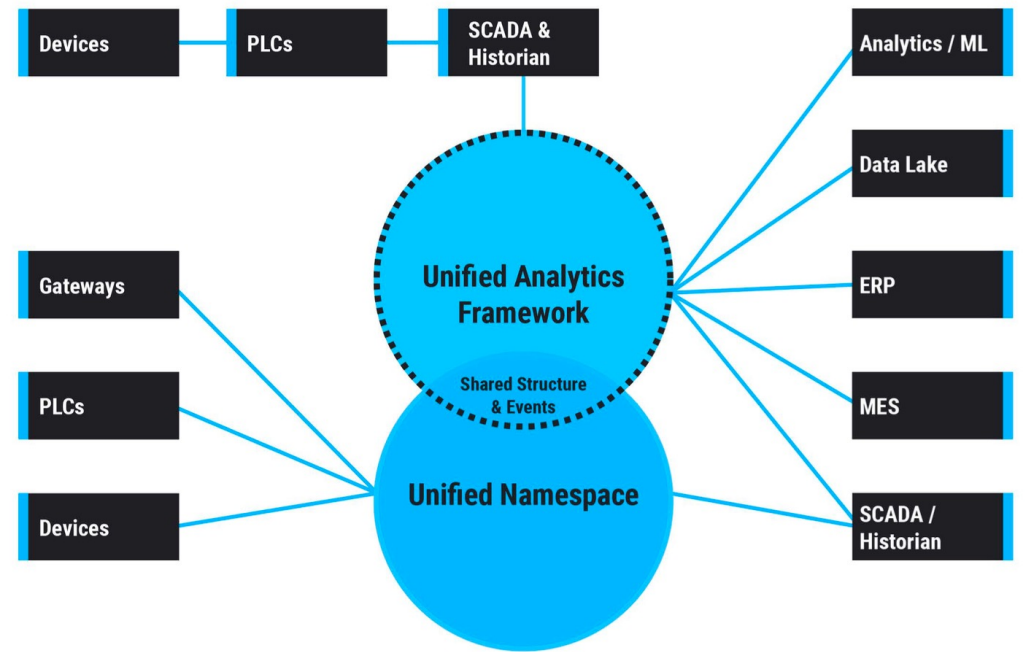 Devices
PLCs
SCADA &
Historian
Analytics / ML
Data Lake
Unified Analytics
Framework
Gateways
ERP
Shared Structure
& Events
PLCs
MES
Unified Namespace
Devices
SCADA /
Historian